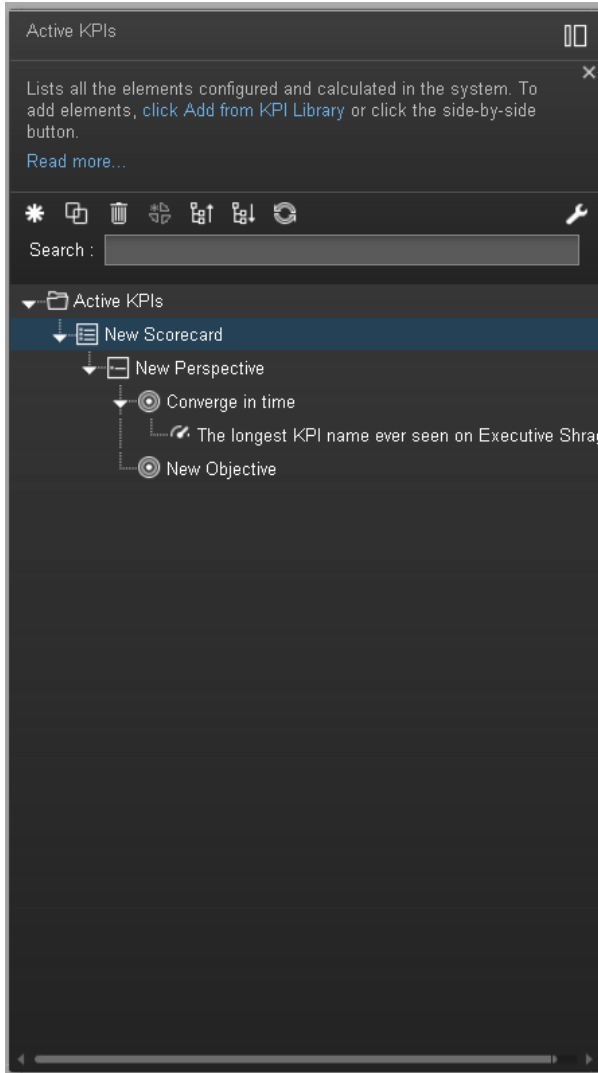 Active KPIs
Lists all the elements configured and calculated in the system. To
add elements, click Add from KPI Library or click the side-by-side
button.
Read more...
Search :
Active KPIs
New Scorecard
New Perspective
Converge in time
The longest KPI name ever seen on Executive Shra
New Objective